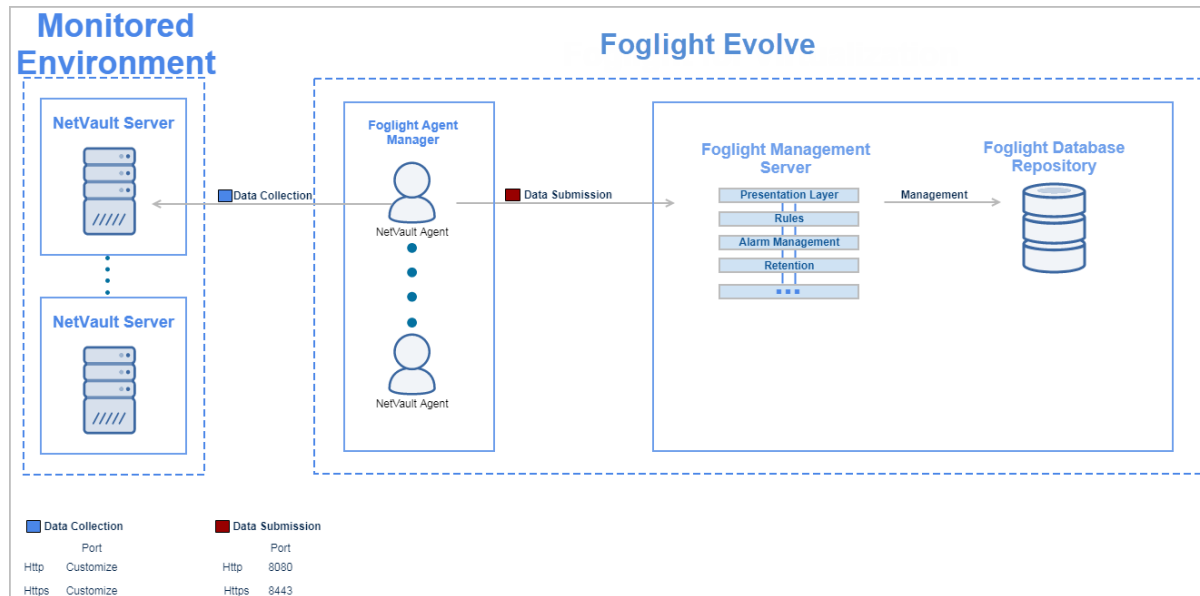 Monitored
Environment
Foglight Evolve
NetVault Server
NetVault Server
Data Collection
Foglight Agent
Manager
NetVault Agent
NetVault Agent
Data Submission
Foglight Management
Server
Presentation Layer
Rules
Alarm Management
Retention
Management
Foglight Database
Repository
Data Collection
Port
Http Customize
Https Customize
Data Submission
Port
Http 8080
Https 8443